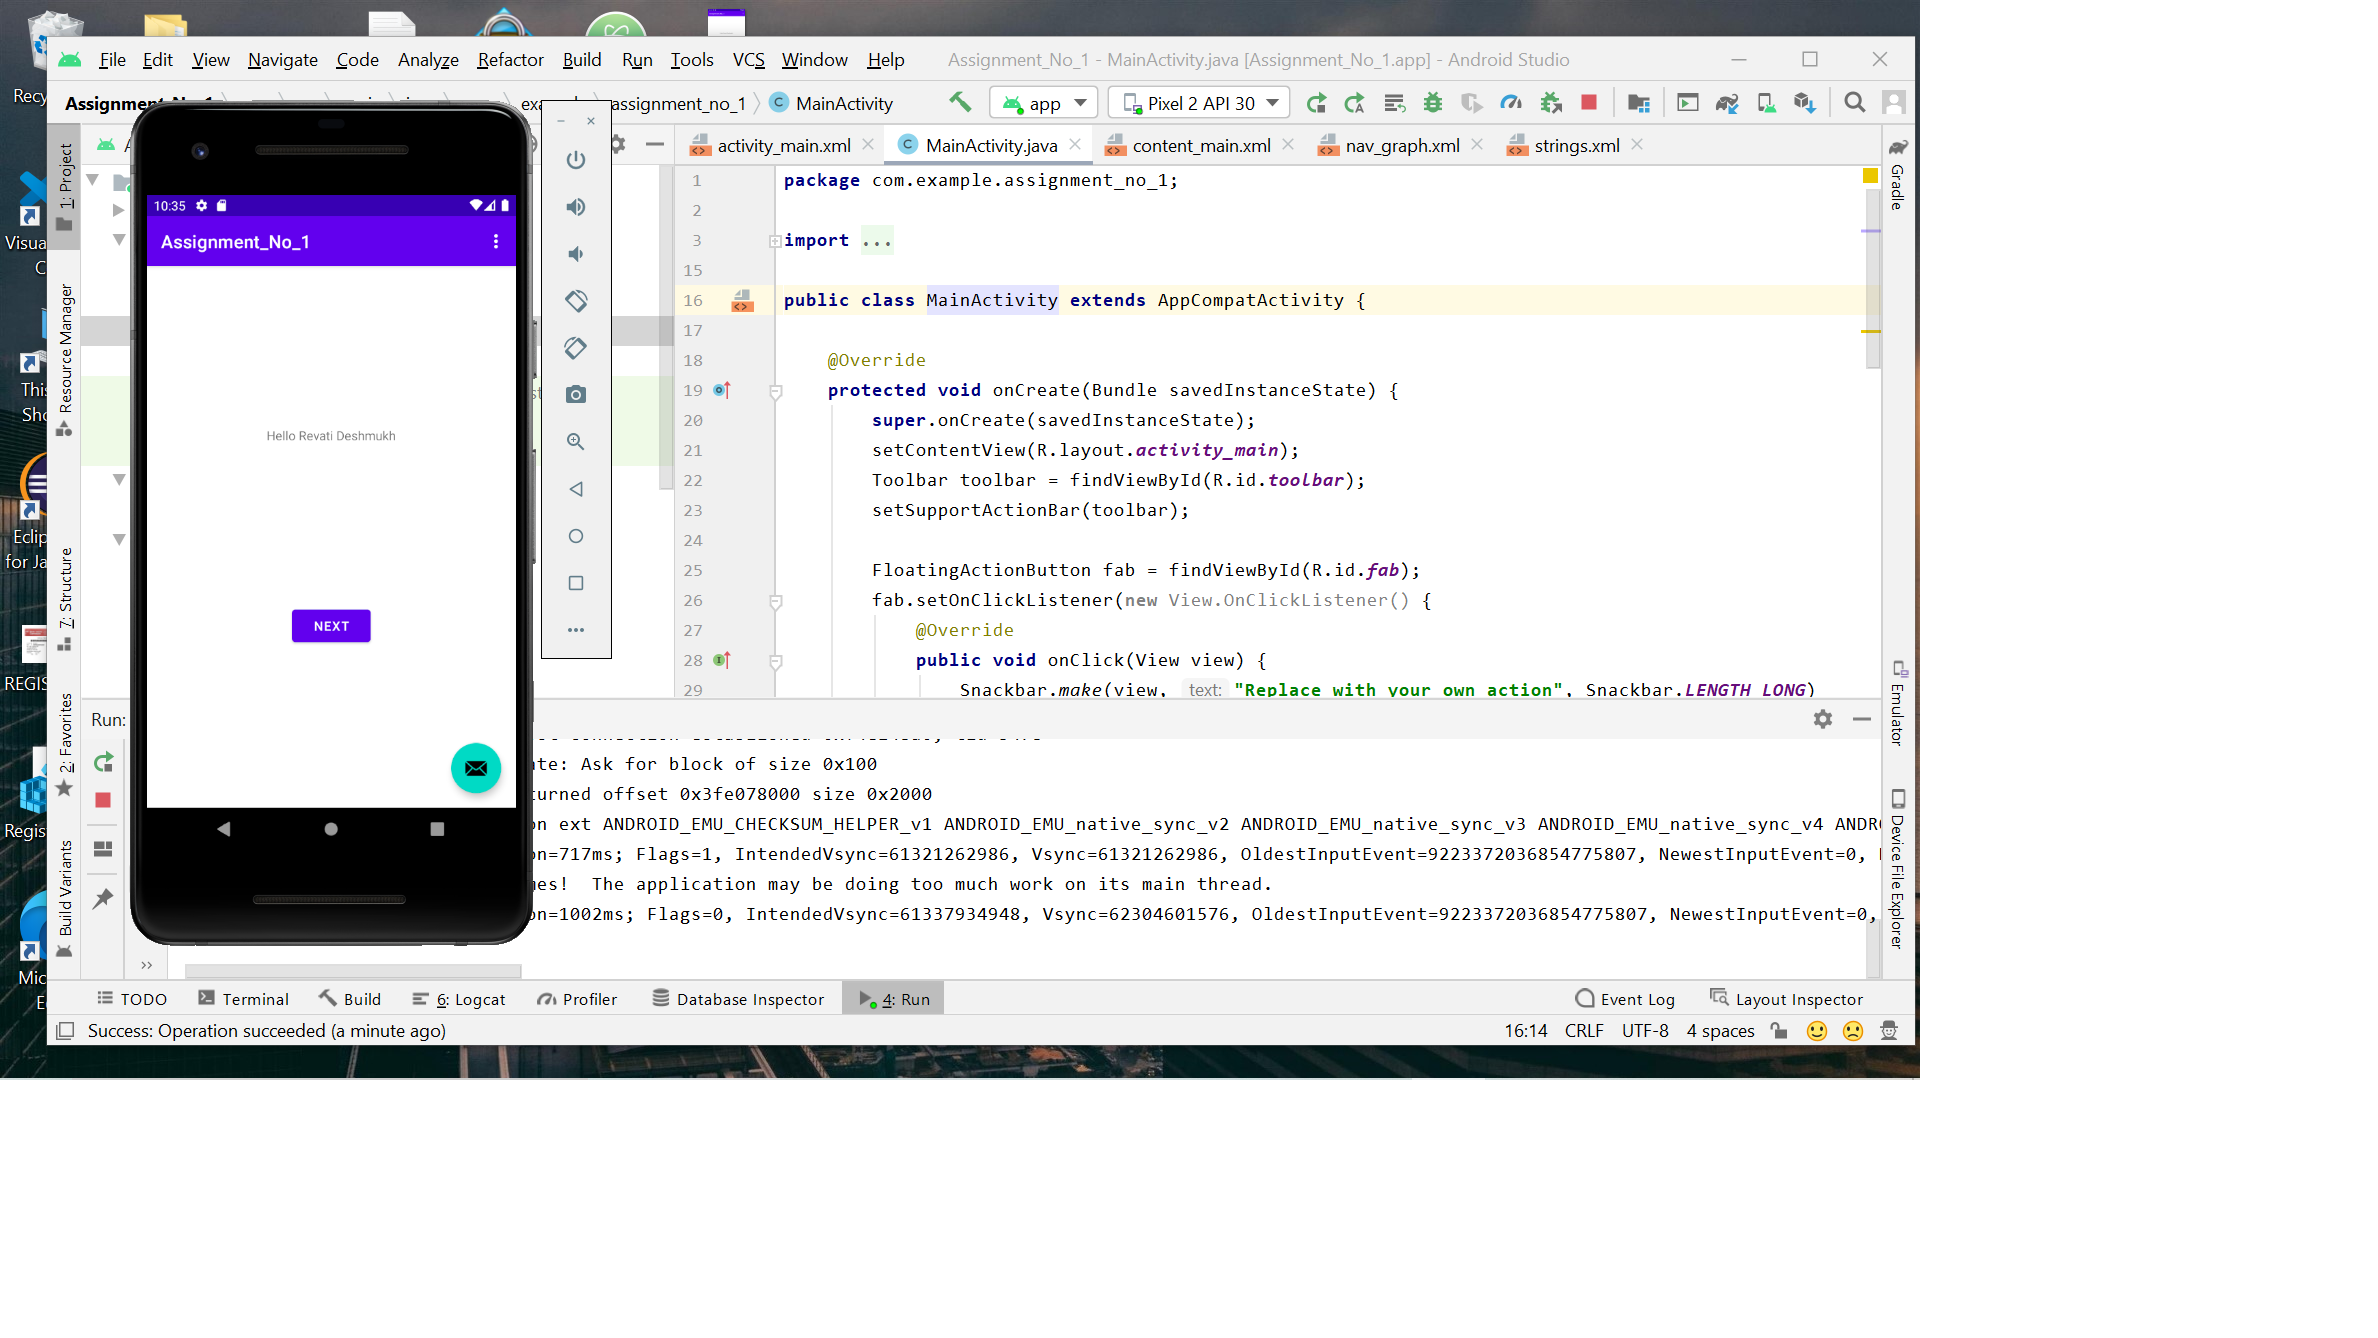 Recy
Visua
C
This
Sho
Eclip
for Ja
REGIS
Regis
Mic
E
File Edit View Navigate Code Analyze Refactor Build Run Tools VCS Window Help Assignment_No_1 - MainActivity.java [Assignment_No_1.app] - Android Studio
assignment_no_1 MainActivity app Pixel 2 API 30
activity_main.xml MainActivity.java content_main.xml nav_graph.xml strings.xml
1: Project
Resource Manager
7: Structure
2: Favorites
Build Variants
10:35
Assignment_No_1
Hello Revati Deshmukh
NEXT
1 package com.example.assignment_no_1;
2
3 import ...
15
16 public class MainActivity extends AppCompatActivity {
17
18 @Override
19 protected void onCreate(Bundle savedInstanceState) {
20 super.onCreate(savedInstanceState);
21 setContentView(R.layout.activity_main);
22 Toolbar toolbar = findViewById(R.id.toolbar);
23 setSupportActionBar(toolbar);
24
25 FloatingActionButton fab = findViewById(R.id.fab);
26 fab.setOnClickListener(new View.OnClickListener() {
27 @Override
28 public void onClick(View view) {
29 Snackbar.make(view, text: "Replace with your own action", Snackbar.LENGTH_LONG)
Gradle
Emulator
Device File Explorer
Run:
te: Ask for block of size 0x100
turned offset 0x3fe078000 size 0x2000
on ext ANDROID_EMU_CHECKSUM_HELPER_v1 ANDROID_EMU_native_sync_v2 ANDROID_EMU_native_sync_v3 ANDROID_EMU_native_sync_v4 ANDR
on=717ms; Flags=1, IntendedVsync=61321262986, Vsync=61321262986, OldestInputEvent=9223372036854775807, NewestInputEvent=0,
mes! The application may be doing too much work on its main thread.
on=1002ms; Flags=0, IntendedVsync=61337934948, Vsync=62304601576, OldestInputEvent=9223372036854775807, NewestInputEvent=0,
TODO Terminal Build 6: Logcat Profiler Database Inspector 4: Run Event Log Layout Inspector
Success: Operation succeeded (a minute ago) 16:14 CRLF UTF-8 4 spaces